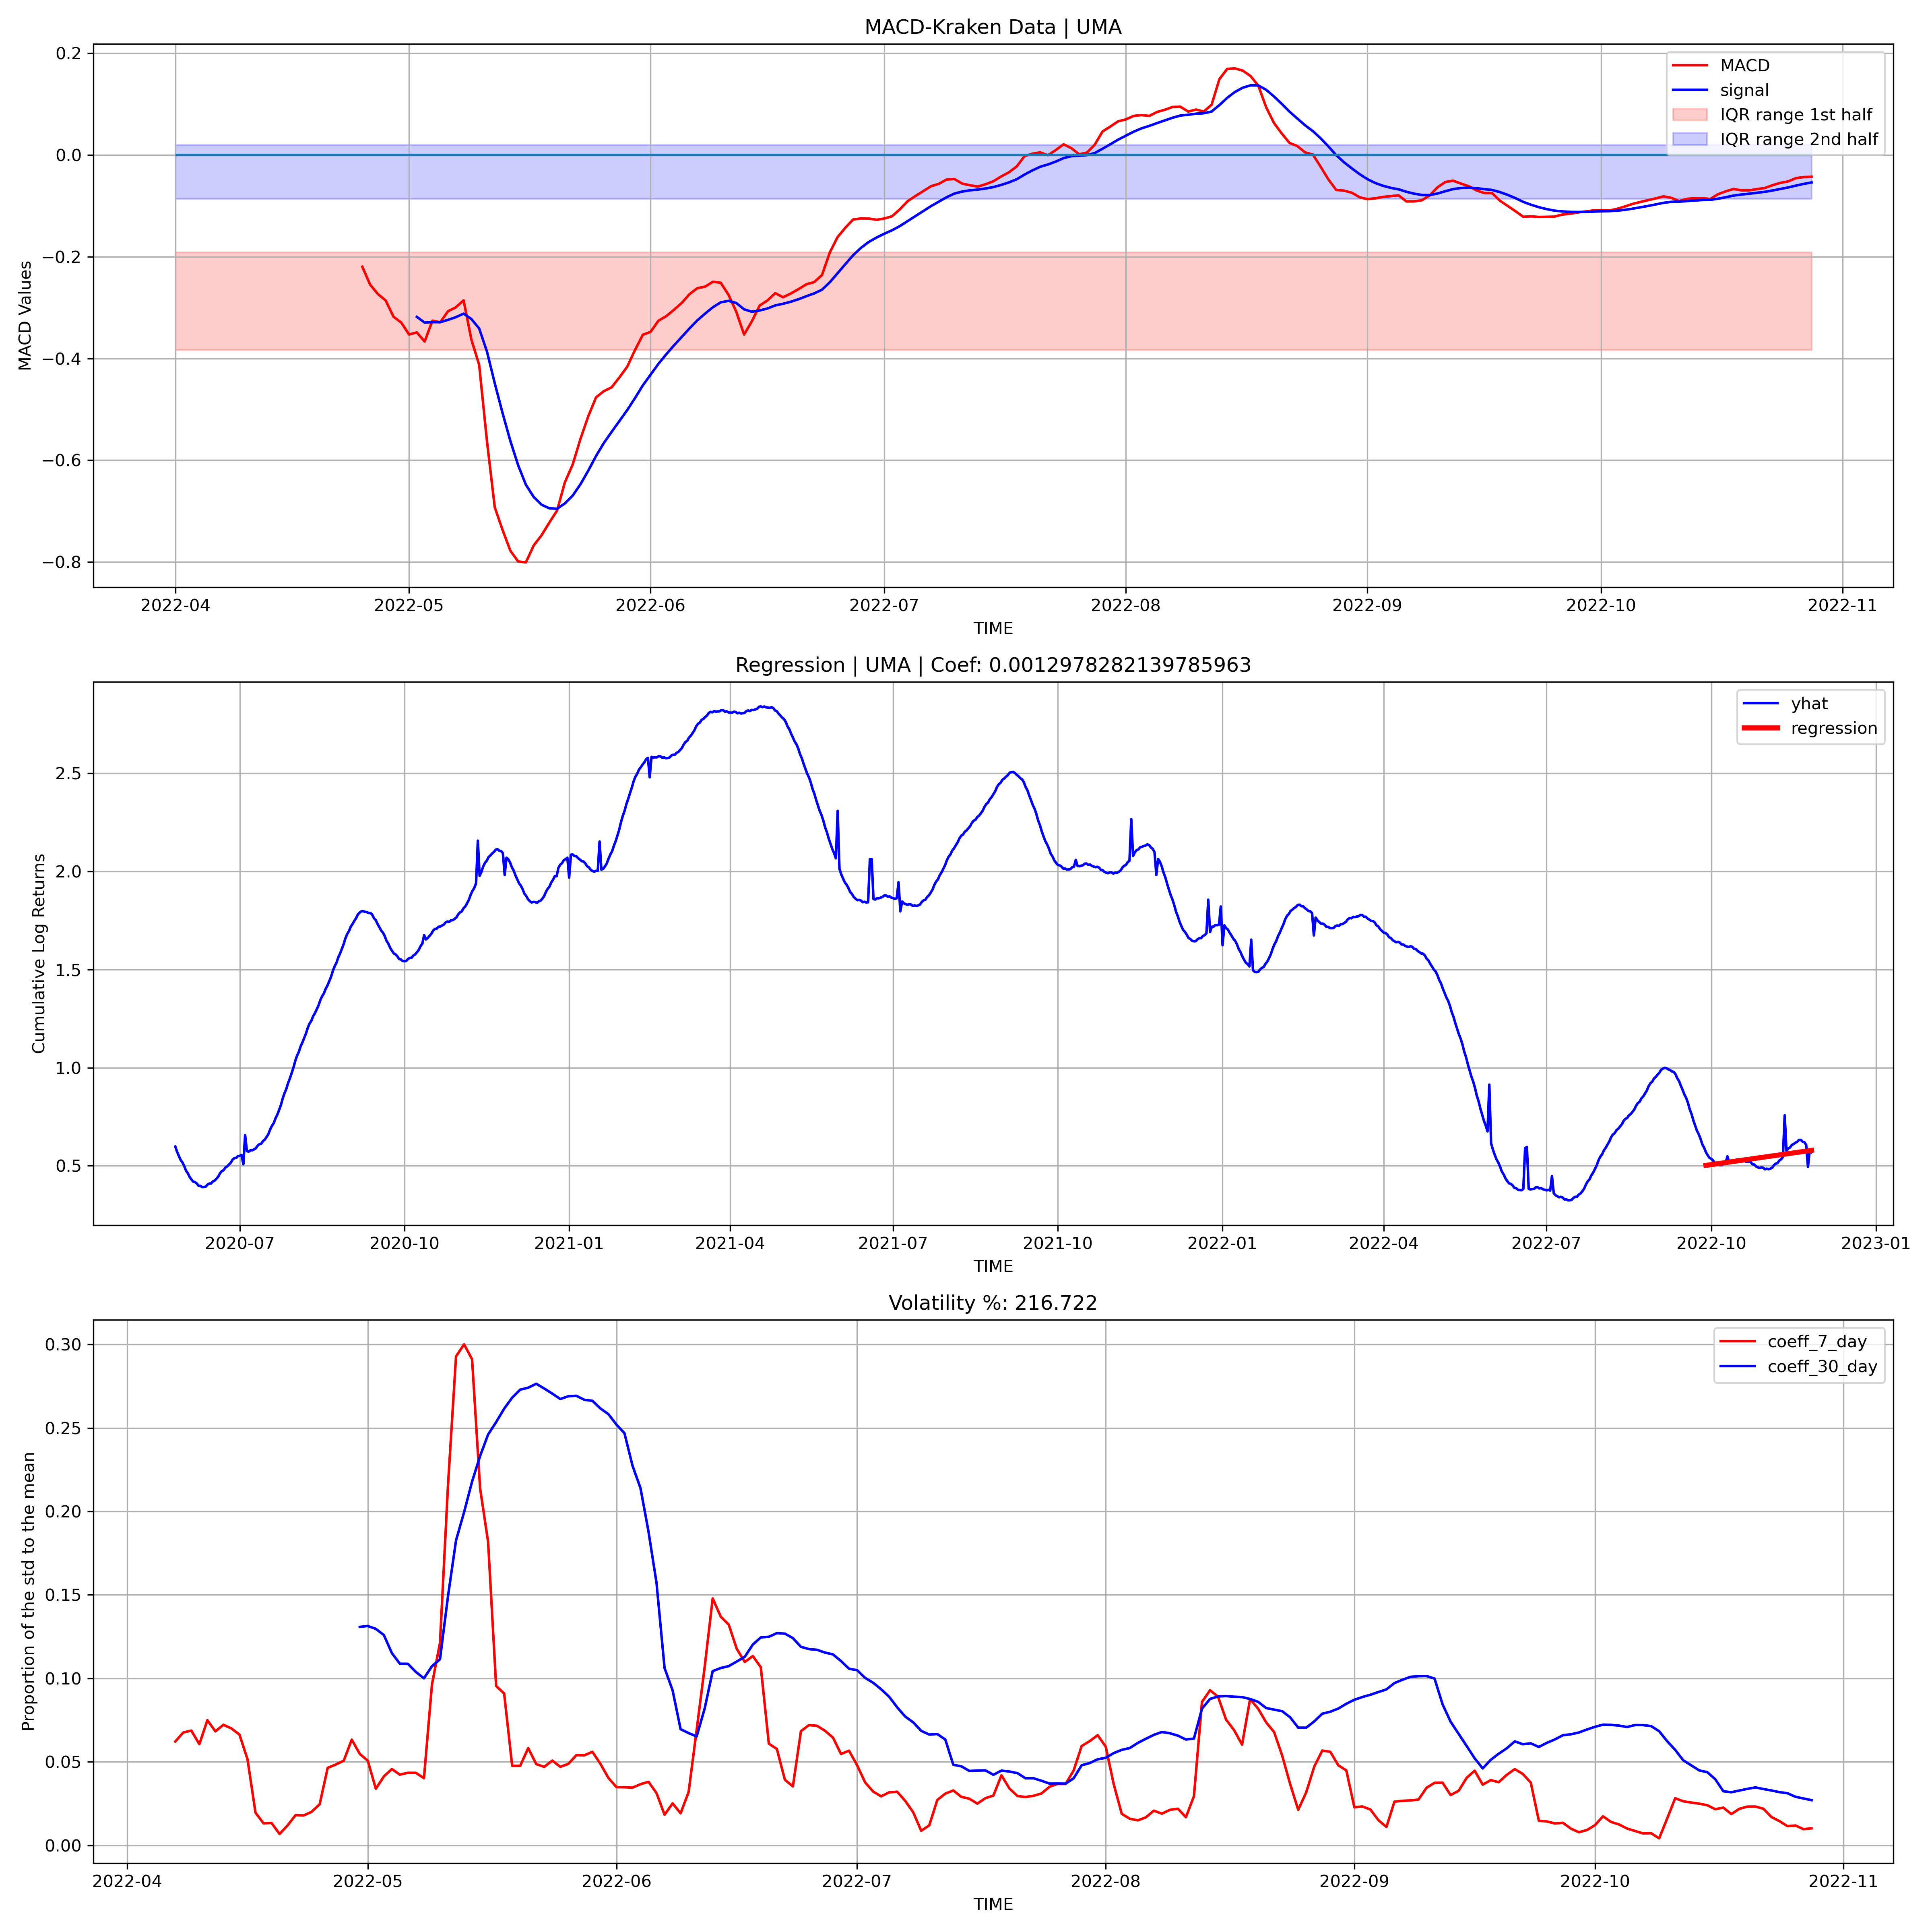 MACD-Kraken Data | UMA
MACD
signal
IQR range 1st half
IQR range 2nd half
MACD Values
0.2
0.0
−0.2
−0.4
−0.6
−0.8
2022-04 2022-05 2022-06 2022-07 2022-08 2022-09 2022-10 2022-11
TIME
Regression | UMA | Coef: 0.0012978282139785963
yhat
regression
Cumulative Log Returns
2.5
2.0
1.5
1.0
0.5
2020-07 2020-10 2021-01 2021-04 2021-07 2021-10 2022-01 2022-04 2022-07 2022-10 2023-01
TIME
Volatility %: 216.722
coeff_7_day
coeff_30_day
Proportion of the std to the mean
0.30
0.25
0.20
0.15
0.10
0.05
0.00
2022-04 2022-05 2022-06 2022-07 2022-08 2022-09 2022-10 2022-11
TIME